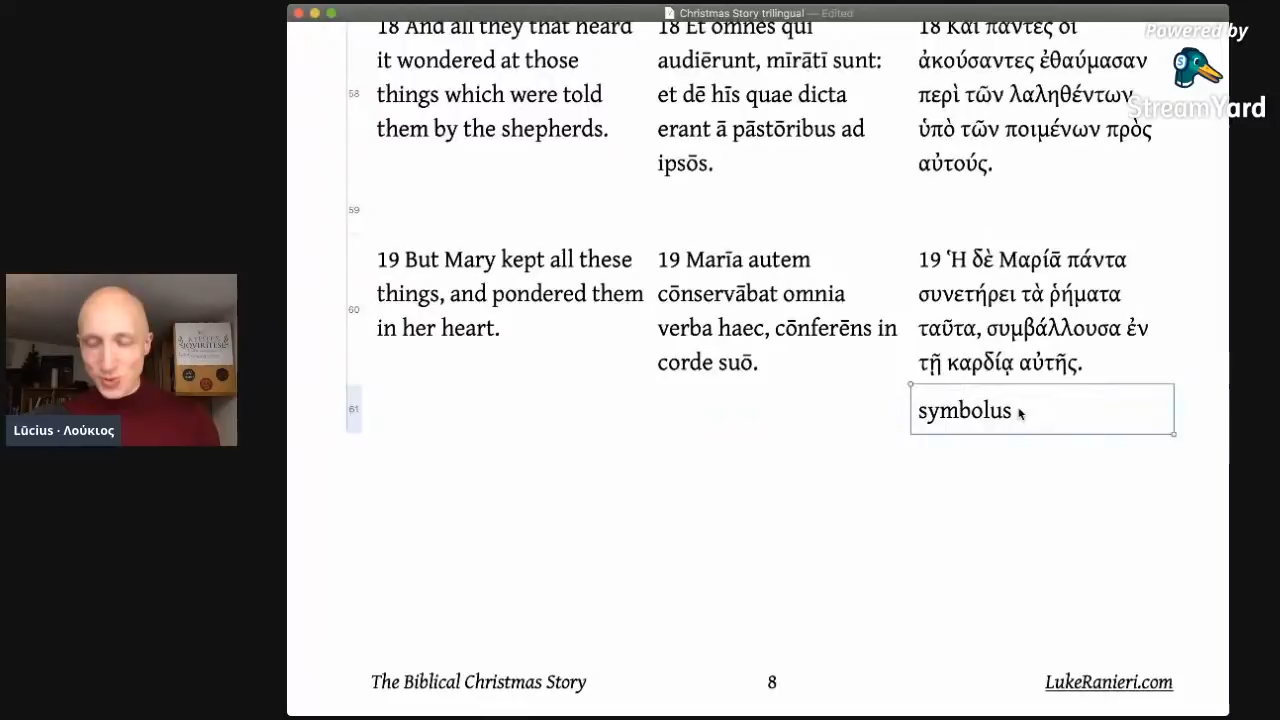 Christmas Story trilingual — Edited
Powered by
StreamYard
18 And all they that heard
it wondered at those
things which were told
them by the shepherds.
18 Et omnēs quī
audiērunt, mīrātī sunt:
et dē hīs quae dicta
erant ā pāstōribus ad
ipsōs.
18 Καὶ πάντες οἱ
ἀκούσαντες ἐθαύμασαν
περὶ τῶν λαληθέντων
ὑπὸ τῶν ποιμένων πρὸς
αὐτούς.
58
59
19 But Mary kept all these
things, and pondered them
in her heart.
19 Marīa autem
cōnservābat omnia
verba haec, cōnferēns in
corde suō.
19 Ἡ δὲ Μαρίᾱ πάντα
συνετήρει τὰ ῥήματα
ταῦτα, συμβάλλουσα ἐν
τῇ καρδίᾳ αὐτῆς.
60
61
symbolus
Lūcius · Λούκιος
The Biblical Christmas Story
8
LukeRanieri.com